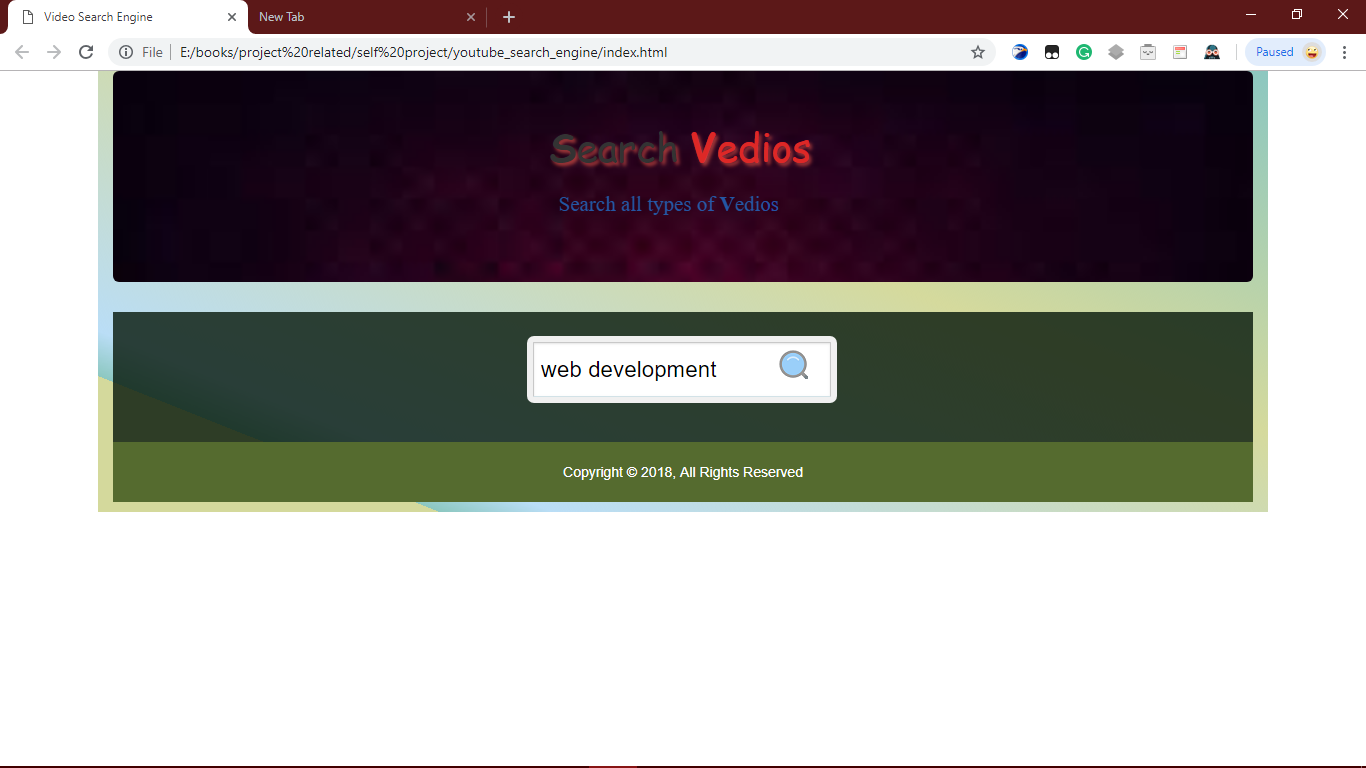 Video Search Engine
New Tab
File
E:/books/project%20related/self%20project/youtube_search_engine/index.html
Paused
Search Vedios
Search all types of Vedios
web development
Copyright © 2018, All Rights Reserved